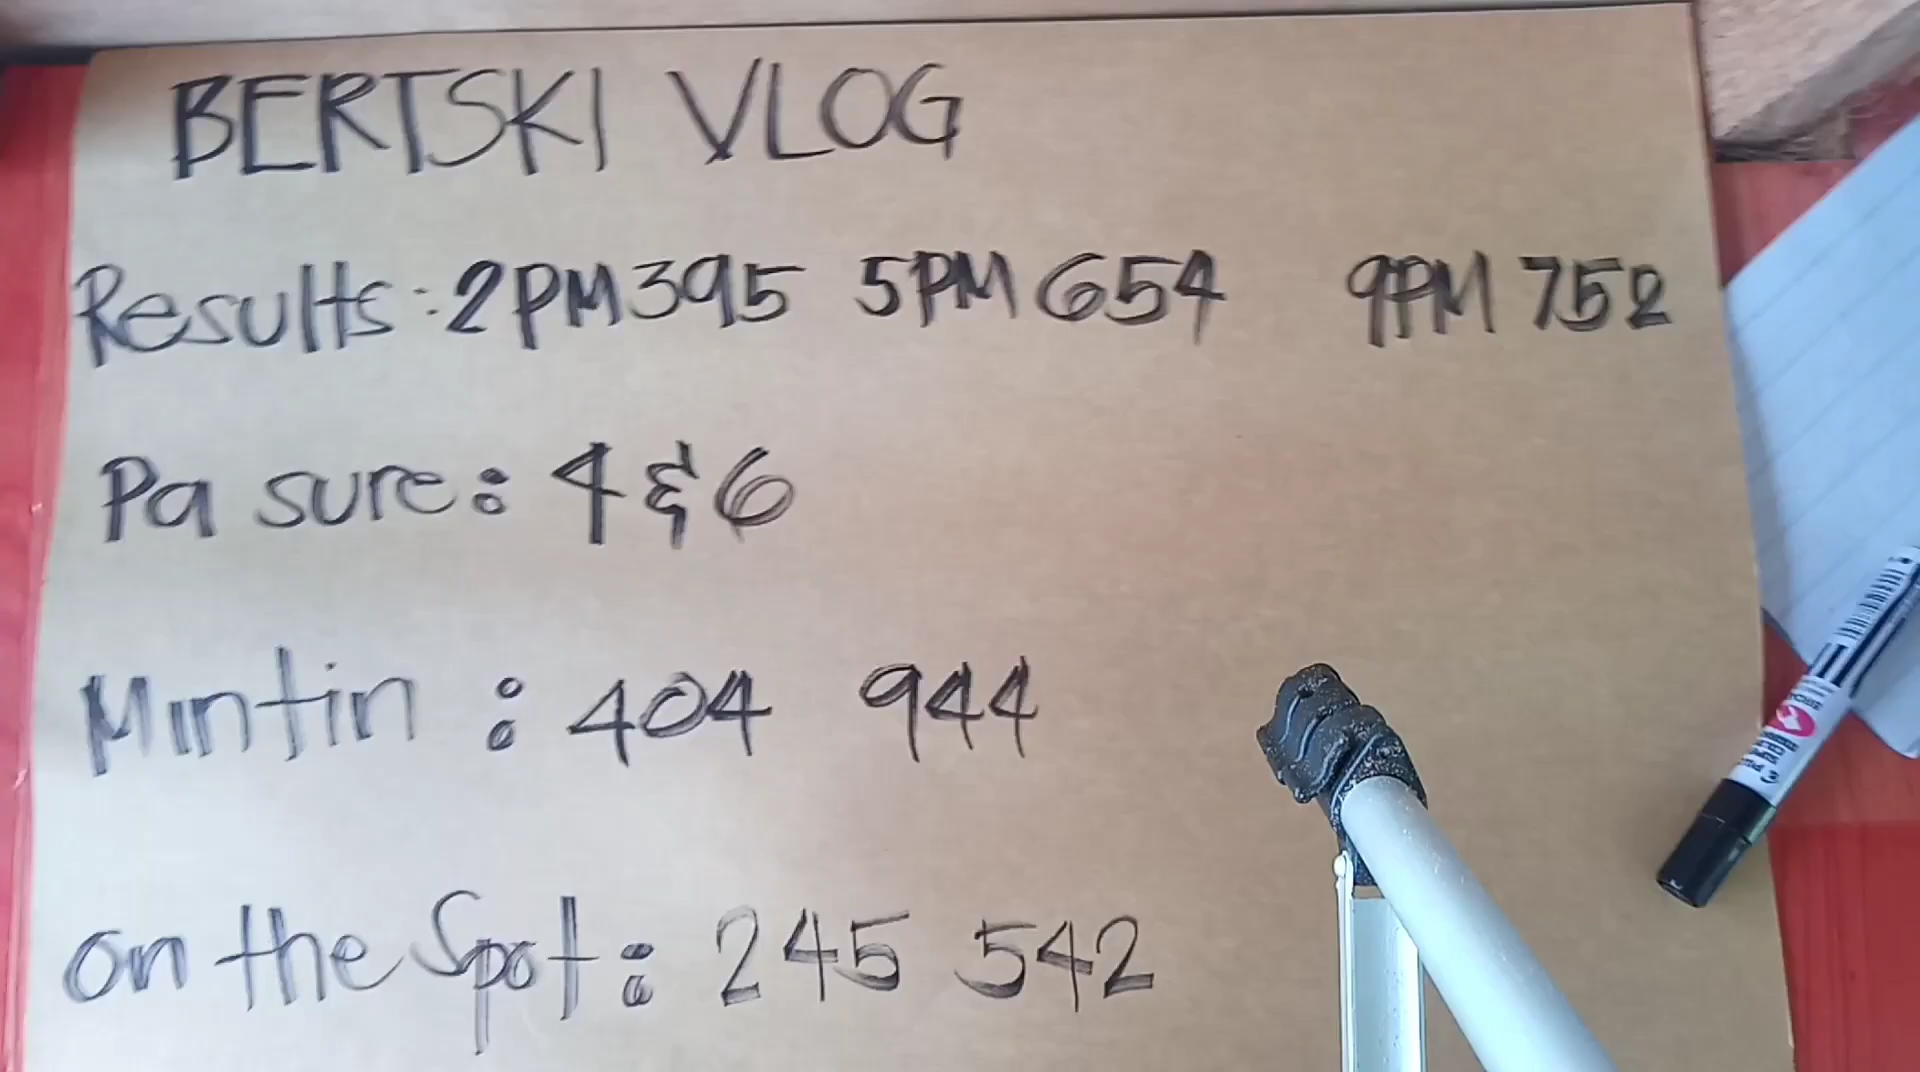 BERTSKI VLOG
Results: 2PM 395 5PM 654 9PM 752
Pa sure: 4 & 6
Mintin : 404 944
on the Spot: 245 542